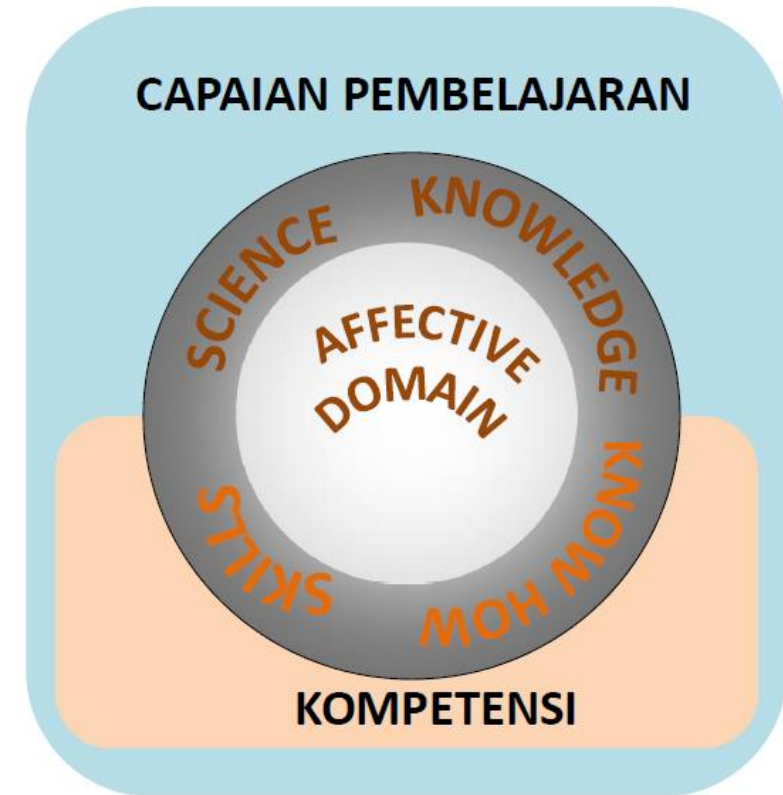 CAPAIAN PEMBELAJARAN
SCIENCE
KNOWLEDGE
AFFECTIVE
DOMAIN
SKILLS
KNOW HOW
KOMPETENSI